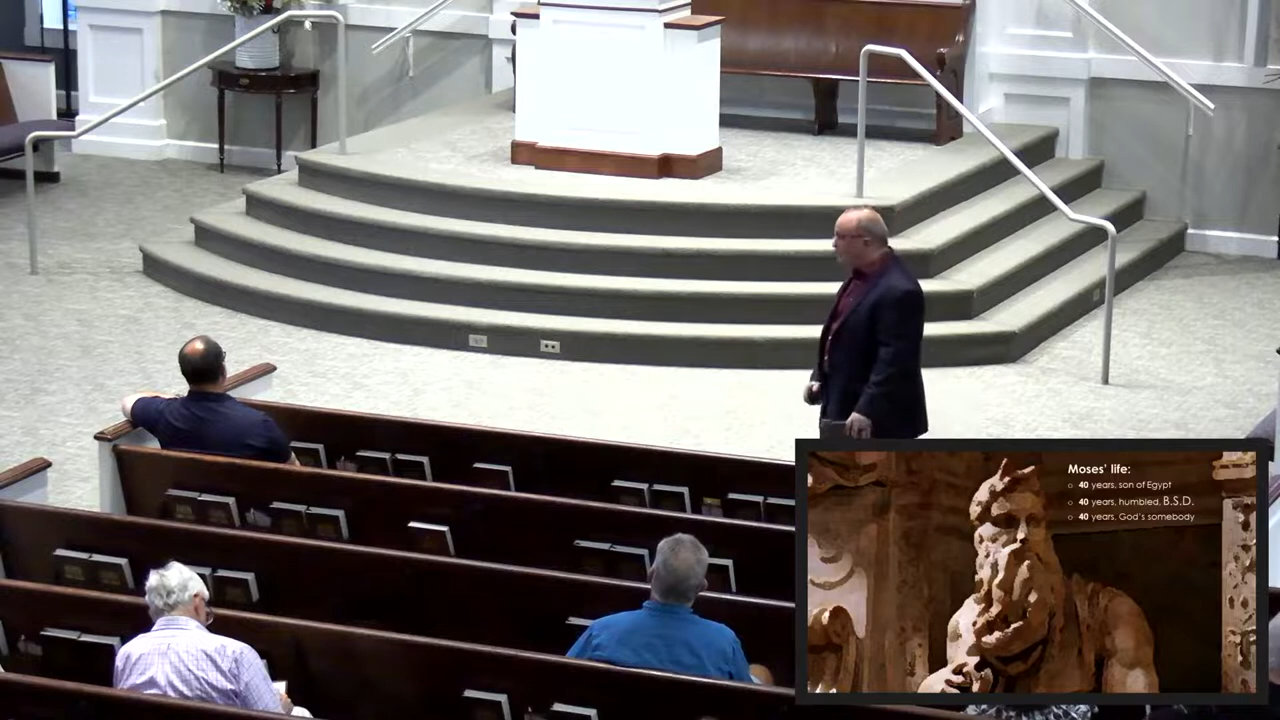 Moses' life:
40 years, son of Egypt
40 years, humbled, B.S.D.
40 years, God's somebody